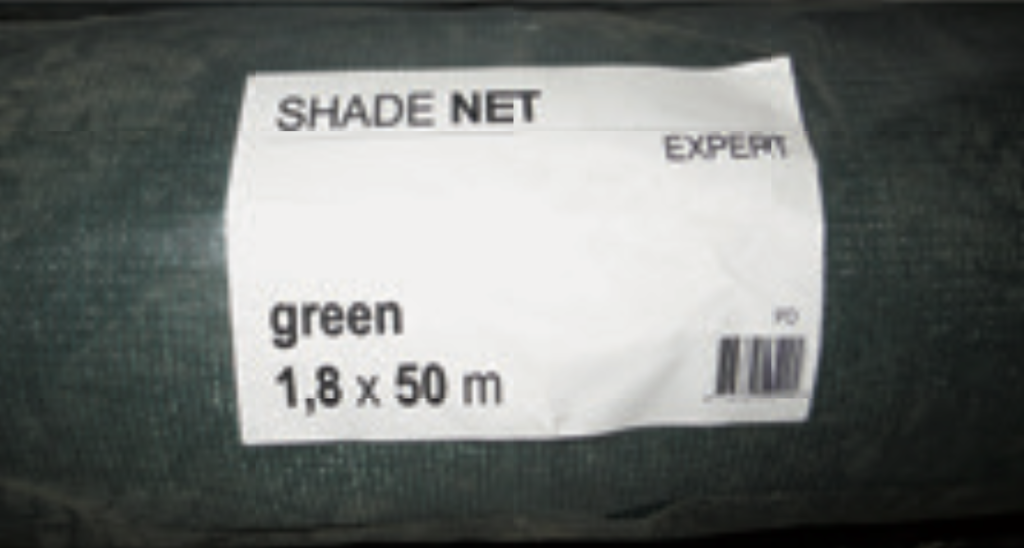 SHADE NET
EXPERT
green
1,8 x 50 m